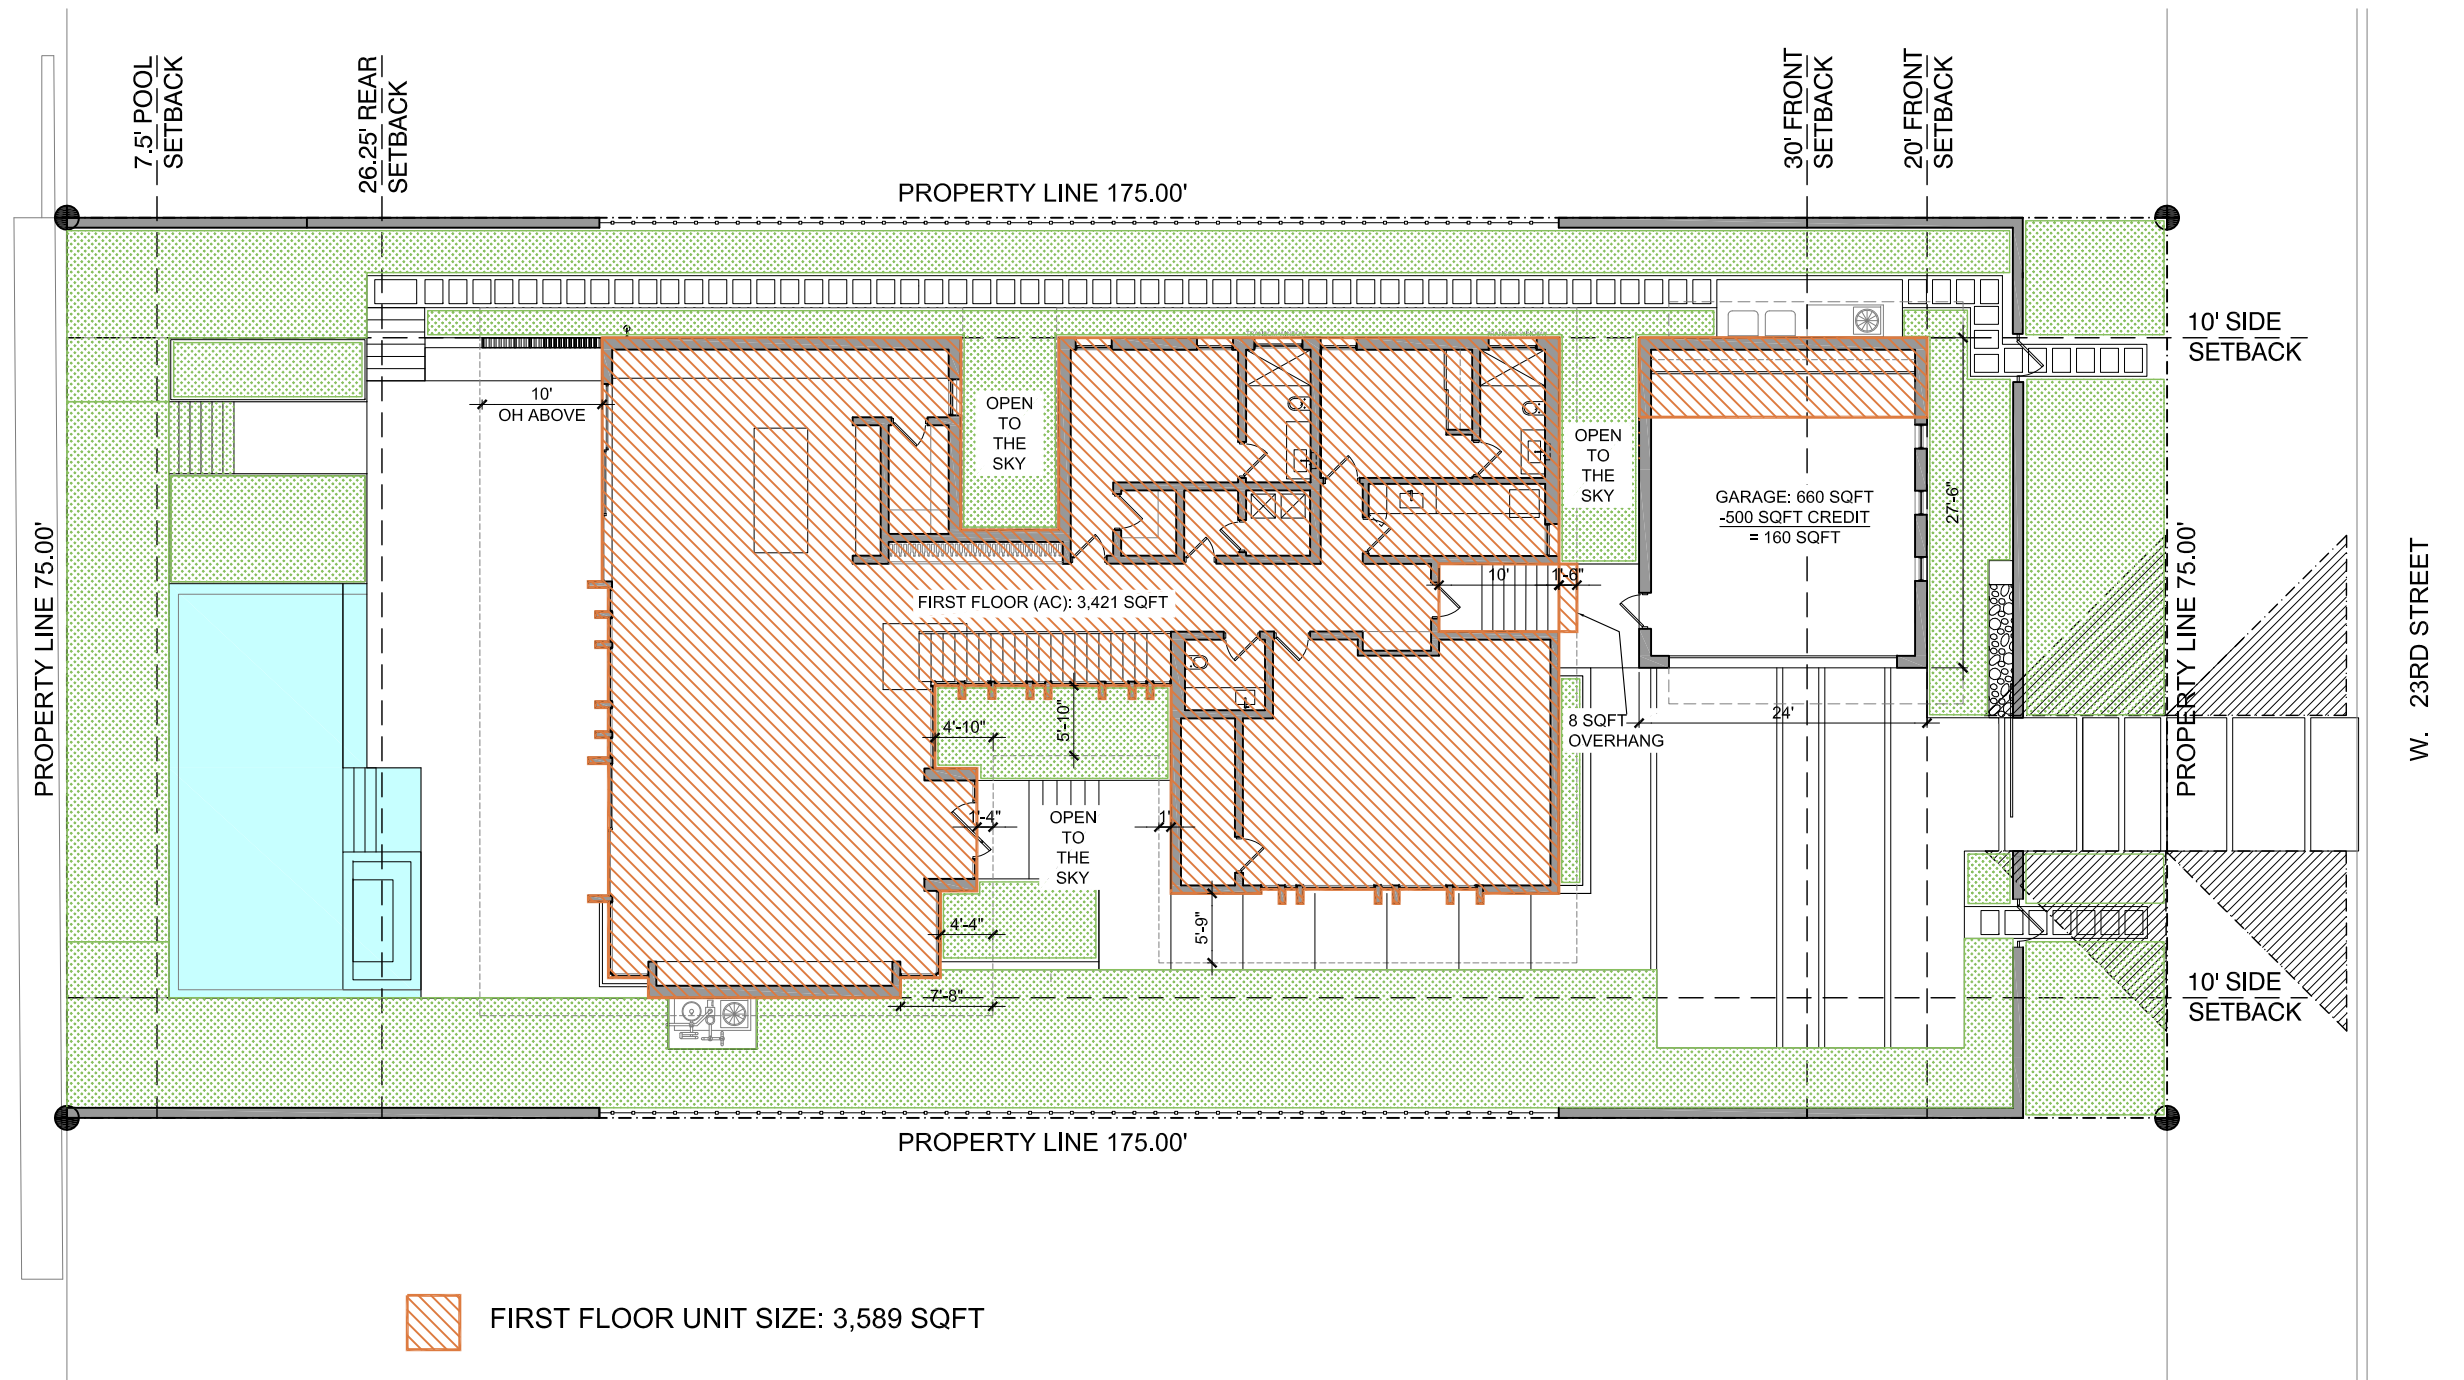 7.5' POOL
SETBACK
26.25' REAR
SETBACK
30' FRONT
SETBACK
20' FRONT
SETBACK
PROPERTY LINE 175.00'
10' SIDE
SETBACK
10'
OH ABOVE
OPEN
TO
THE
SKY
OPEN
TO
THE
SKY
GARAGE: 660 SQFT
-500 SQFT CREDIT
= 160 SQFT
27'-6"
PROPERTY LINE 75.00'
PROPERTY LINE 75.00'
W. 23RD STREET
10'
1'-6"
FIRST FLOOR (AC): 3,421 SQFT
4'-10"
5'-10"
8 SQFT
OVERHANG
24'
1'-4"
OPEN
TO
THE
SKY
1'
4'-4"
5'-9"
7'-8"
10' SIDE
SETBACK
PROPERTY LINE 175.00'
FIRST FLOOR UNIT SIZE: 3,589 SQFT